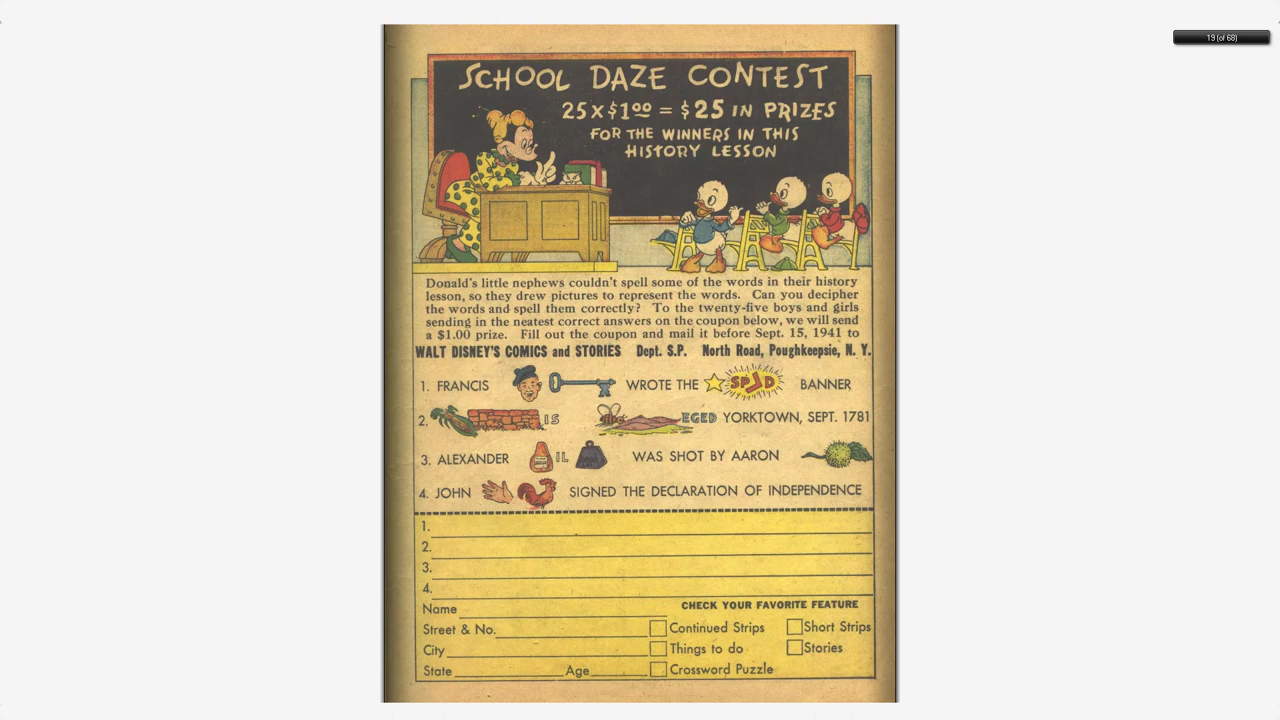 19 (of 68)
SCHOOL DAZE CONTEST
25 X $1.00 = $25 IN PRIZES
FOR THE WINNERS IN THIS
HISTORY LESSON
Donald's little nephews couldn't spell some of the words in their history
lesson, so they drew pictures to represent the words. Can you decipher
the words and spell them correctly? To the twenty-five boys and girls
sending in the neatest correct answers on the coupon below, we will send
a $1.00 prize. Fill out the coupon and mail it before Sept. 15, 1941 to
WALT DISNEY'S COMICS and STORIES Dept. S.P. North Road, Poughkeepsie, N. Y.
1. FRANCIS WROTE THE BANNER
2. IS EGED YORKTOWN, SEPT. 1781
3. ALEXANDER IL WAS SHOT BY AARON
4. JOHN SIGNED THE DECLARATION OF INDEPENDENCE
1.
2.
3.
4.
Name
CHECK YOUR FAVORITE FEATURE
Street & No. Continued Strips Short Strips
City Things to do Stories
State Age Crossword Puzzle